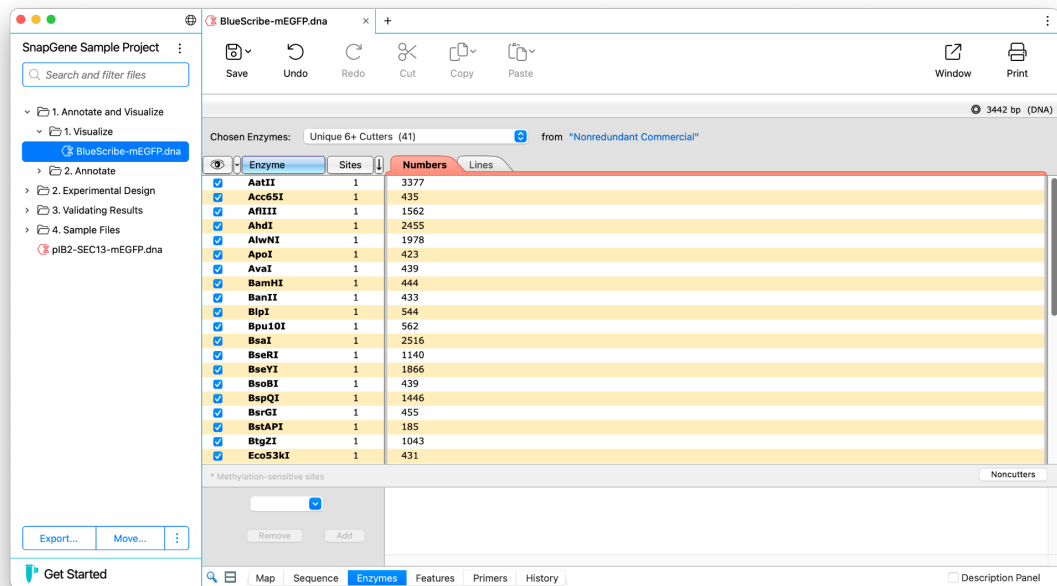 BlueScribe-mEGFP.dna
SnapGene Sample Project
Search and filter files
1. Annotate and Visualize
1. Visualize
BlueScribe-mEGFP.dna
2. Annotate
2. Experimental Design
3. Validating Results
4. Sample Files
pIB2-SEC13-mEGFP.dna
Export... Move...
Get Started
Save Undo Redo Cut Copy Paste Window Print
3442 bp (DNA)
Chosen Enzymes: Unique 6+ Cutters (41) from "Nonredundant Commercial"
Enzyme Sites Numbers Lines
AatII 1 3377
Acc65I 1 435
AflIII 1 1562
AhdI 1 2455
AlwNI 1 1978
ApoI 1 423
AvaI 1 439
BamHI 1 444
BanII 1 433
BlpI 1 544
Bpu10I 1 562
BsaI 1 2516
BseRI 1 1140
BseYI 1 1866
BsoBI 1 439
BspQI 1 1446
BsrGI 1 455
BstAPI 1 185
BtgZI 1 1043
Eco53kI 1 431
* Methylation-sensitive sites Noncutters
Remove Add
Map Sequence Enzymes Features Primers History Description Panel